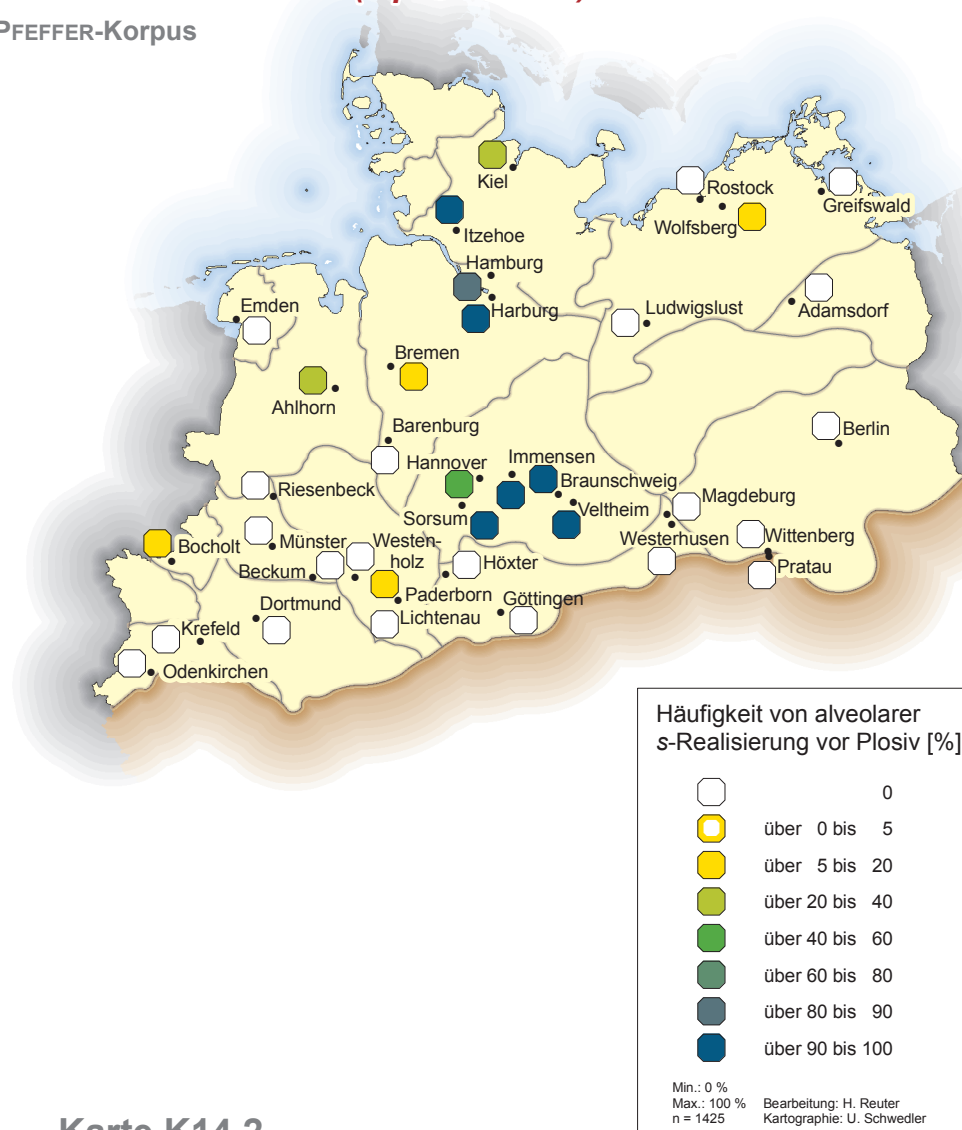 PFEFFER-Korpus
Kiel
Itzehoe
Hamburg
Harburg
Rostock
Wolfsberg
Greifswald
Ludwigslust
Adamsdorf
Emden
Bremen
Ahlhorn
Barenburg
Berlin
Hannover
Immensen
Braunschweig
Riesenbeck
Sorsum
Veltheim
Magdeburg
Westerhusen
Wittenberg
Pratau
Bocholt
Münster
Westen-
holz
Höxter
Beckum
Paderborn
Göttingen
Dortmund
Lichtenau
Krefeld
Odenkirchen
Häufigkeit von alveolarer
s-Realisierung vor Plosiv [%]
0
über 0 bis 5
über 5 bis 20
über 20 bis 40
über 40 bis 60
über 60 bis 80
über 80 bis 90
über 90 bis 100
Min.: 0 %
Max.: 100 % Bearbeitung: H. Reuter
n = 1425 Kartographie: U. Schwedler
Karte K14.2